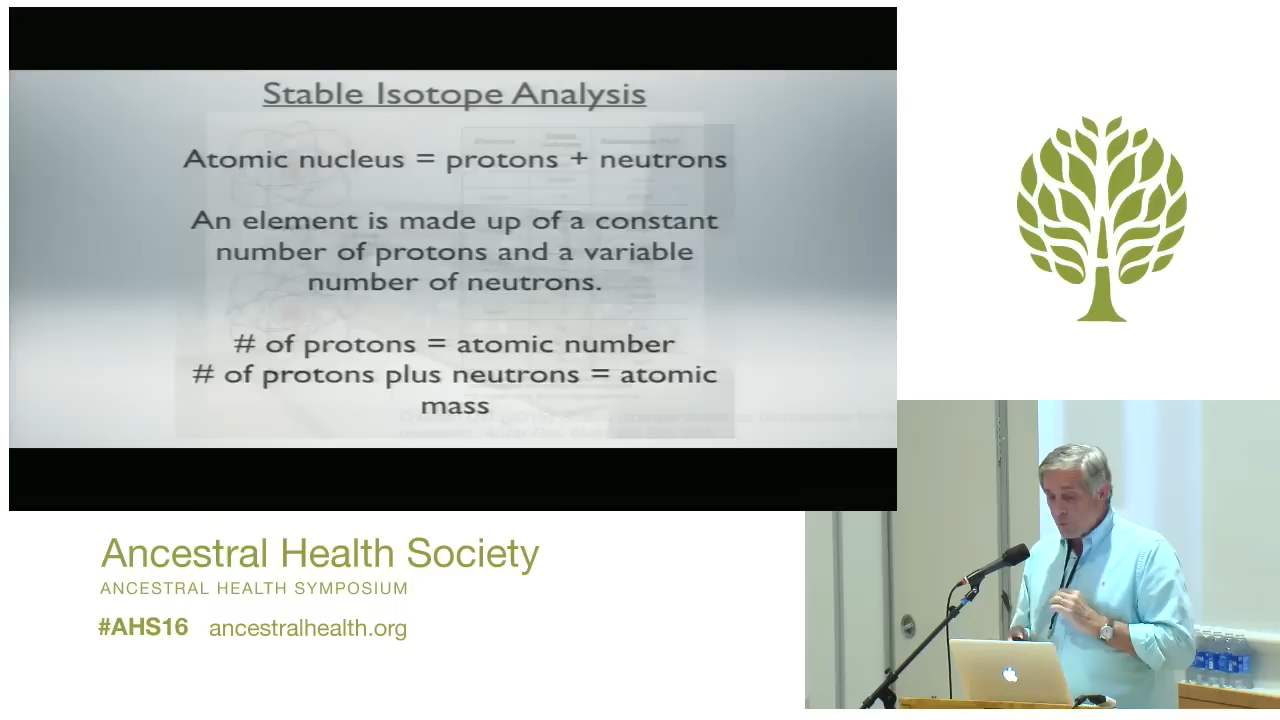 Stable Isotope Analysis
Atomic nucleus = protons + neutrons
An element is made up of a constant
number of protons and a variable
number of neutrons.
# of protons = atomic number
# of protons plus neutrons = atomic
mass
Ancestral Health Society
ANCESTRAL HEALTH SYMPOSIUM
#AHS16 ancestralhealth.org